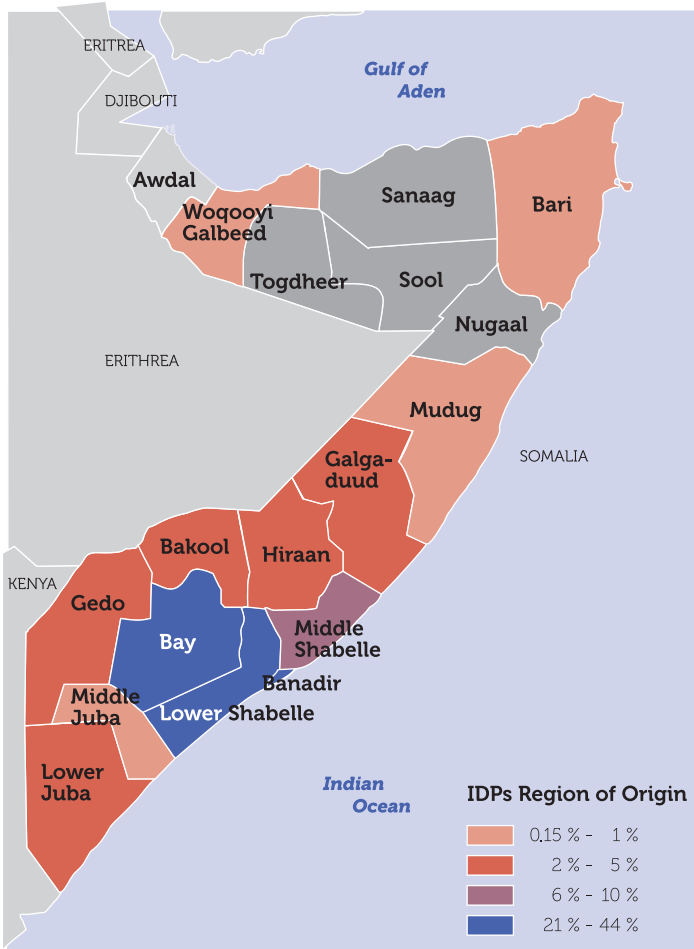 ERITREA
Gulf of
Aden
DJIBOUTI
Awdal
Sanaag
Bari
Woqooyi
Galbeed
Togdheer
Sool
Nugaal
ERITHREA
Mudug
Galga-
duud
SOMALIA
Bakool
Hiraan
KENYA
Gedo
Bay
Middle
Shabelle
Banadir
Middle
Juba
Lower Shabelle
Lower
Juba
Indian
Ocean
IDPs Region of Origin
0.15 % - 1 %
2 % - 5 %
6 % - 10 %
21 % - 44 %